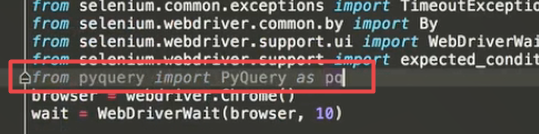 from selenium.common.exceptions import TimeoutExceptio
from selenium.webdriver.common.by import By
from selenium.webdriver.support.ui import WebDriverWai
from selenium.webdriver.support import expected_condit
from pyquery import PyQuery as pq
browser = webdriver.Chrome()
wait = WebDriverWait(browser, 10)